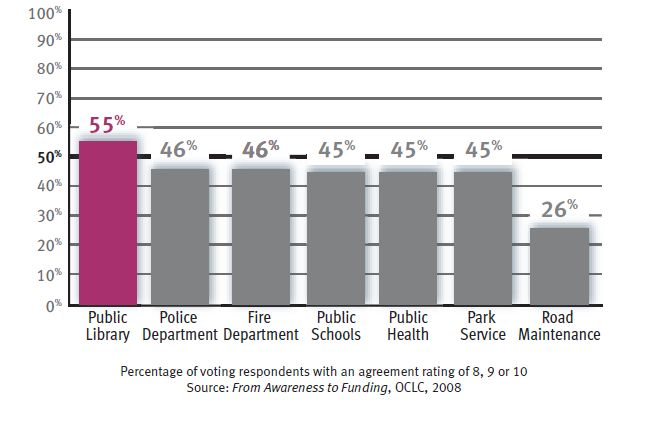 100%
90%
80%
70%
60%
50%
40%
30%
20%
10%
0%
55%
46%
46%
45%
45%
45%
26%
Public Library
Police Department
Fire Department
Public Schools
Public Health
Park Service
Road Maintenance
Percentage of voting respondents with an agreement rating of 8, 9 or 10
Source: From Awareness to Funding, OCLC, 2008